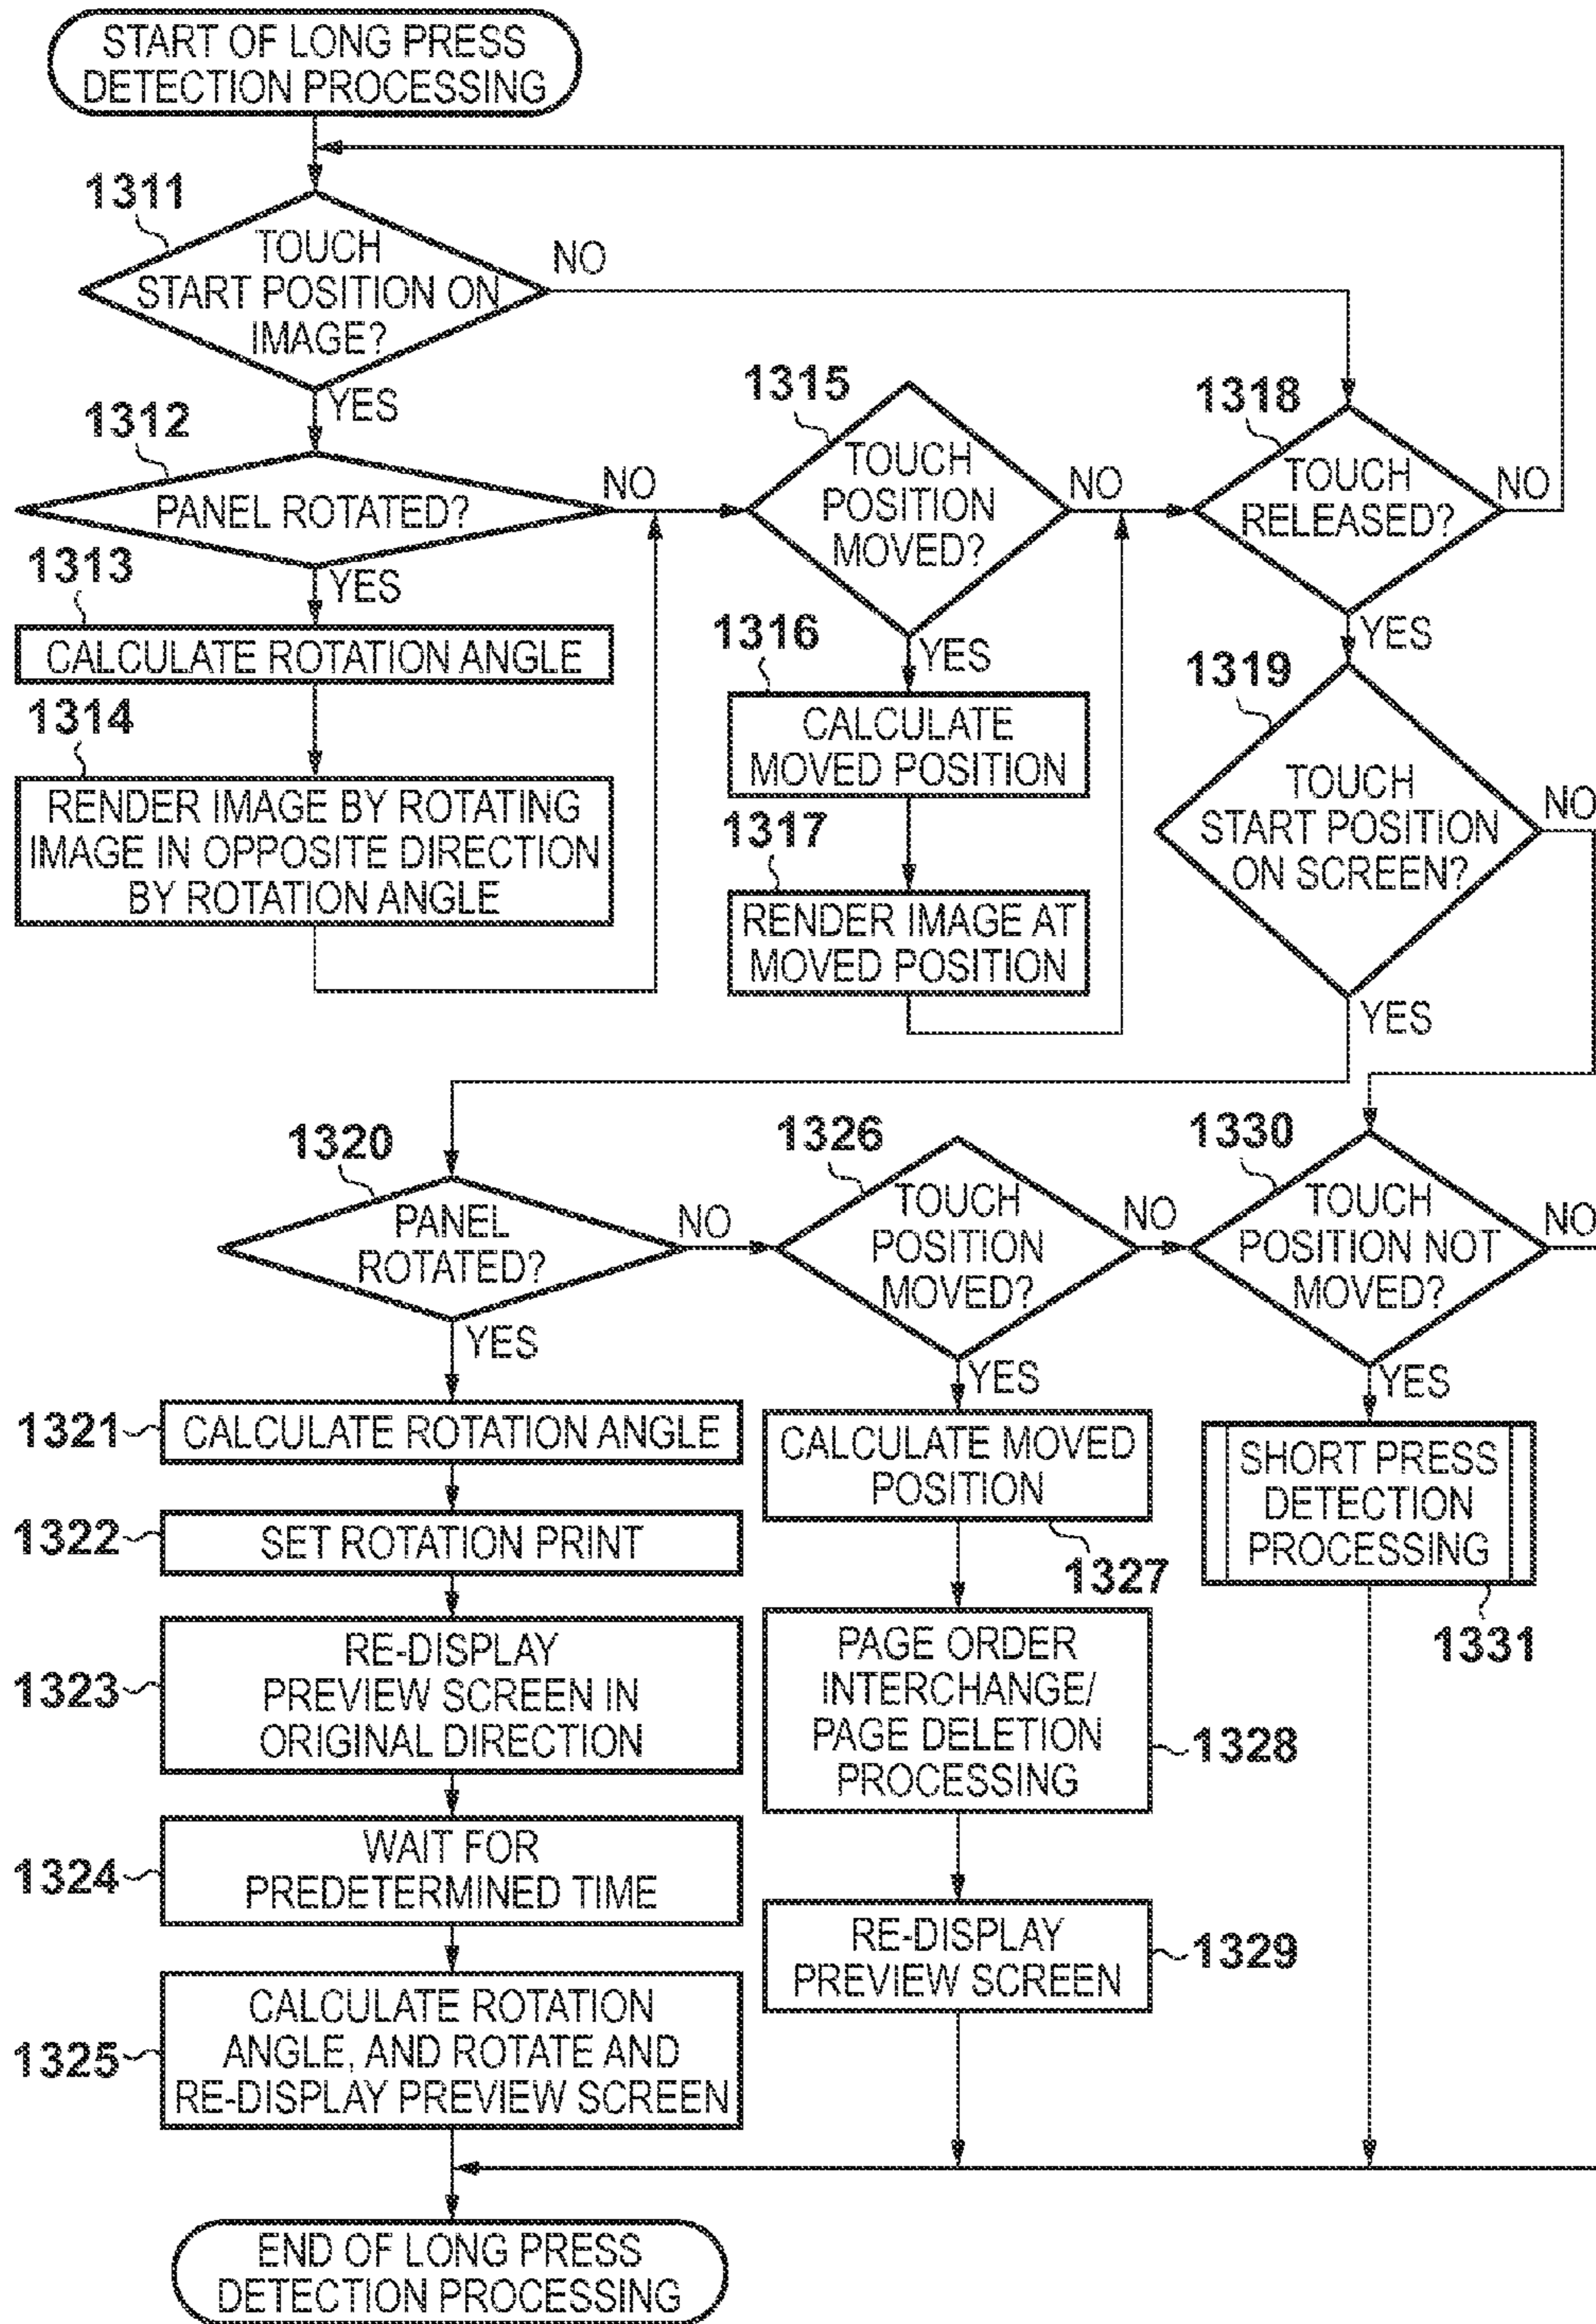 START OF LONG PRESS
DETECTION PROCESSING
1311
TOUCH
START POSITION ON
IMAGE?
NO
YES
1312
PANEL ROTATED?
NO
YES
1313
CALCULATE ROTATION ANGLE
1314
RENDER IMAGE BY ROTATING
IMAGE IN OPPOSITE DIRECTION
BY ROTATION ANGLE
1315
TOUCH
POSITION
MOVED?
NO
YES
1316
CALCULATE
MOVED POSITION
1317
RENDER IMAGE AT
MOVED POSITION
1318
TOUCH
RELEASED?
NO
YES
1319
TOUCH
START POSITION
ON SCREEN?
NO
YES
1320
PANEL
ROTATED?
NO
YES
1321
CALCULATE ROTATION ANGLE
1322
SET ROTATION PRINT
1323
RE-DISPLAY
PREVIEW SCREEN IN
ORIGINAL DIRECTION
1324
WAIT FOR
PREDETERMINED TIME
1325
CALCULATE ROTATION
ANGLE, AND ROTATE AND
RE-DISPLAY PREVIEW SCREEN
1326
TOUCH
POSITION
MOVED?
NO
YES
CALCULATE MOVED
POSITION
1327
PAGE ORDER
INTERCHANGE/
PAGE DELETION
PROCESSING
1328
RE-DISPLAY
PREVIEW SCREEN
1329
1330
TOUCH
POSITION NOT
MOVED?
NO
YES
SHORT PRESS
DETECTION
PROCESSING
1331
END OF LONG PRESS
DETECTION PROCESSING